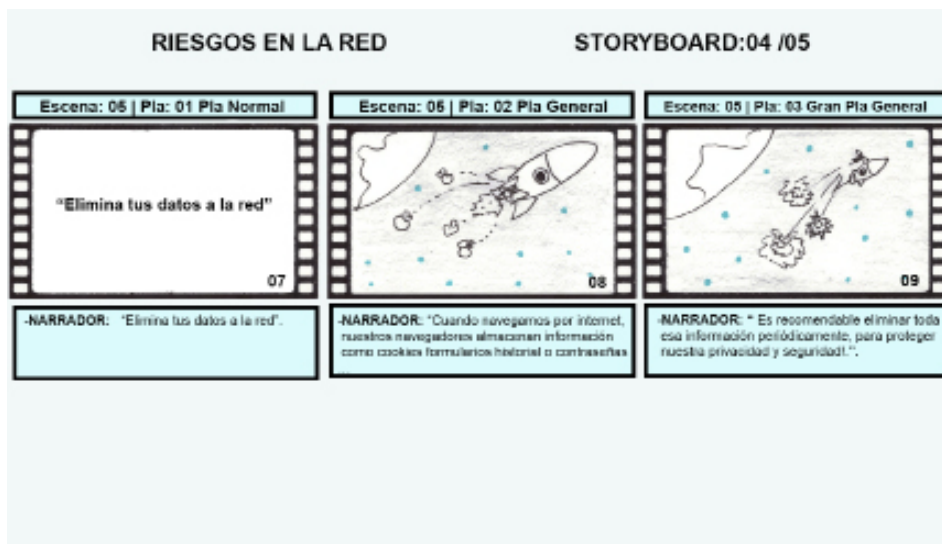 RIESGOS EN LA RED
STORYBOARD:04 /05
Escena: 05 | Pla: 01 Pla Normal
Escena: 05 | Pla: 02 Pla General
Escena: 05 | Pla: 03 Gran Pla General
“Elimina tus datos a la red”
07
08
09
-NARRADOR: “Elimina tus datos a la red”.
-NARRADOR: “Cuando navegamos por internet,
nuestros navegadores almacenan información
como cookies formularios historial o contraseñas
...
-NARRADOR: “ Es recomendable eliminar toda
esa información periódicamente, para proteger
nuestra privacidad y seguridad!.”.